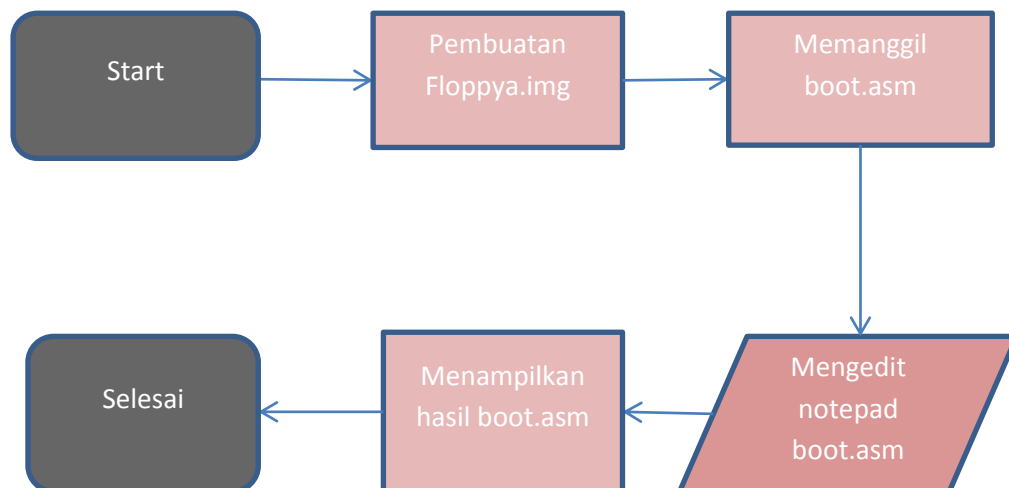 Start
Pembuatan
Floppya.img
Memanggil
boot.asm
Mengedit
notepad
boot.asm
Menampilkan
hasil boot.asm
Selesai